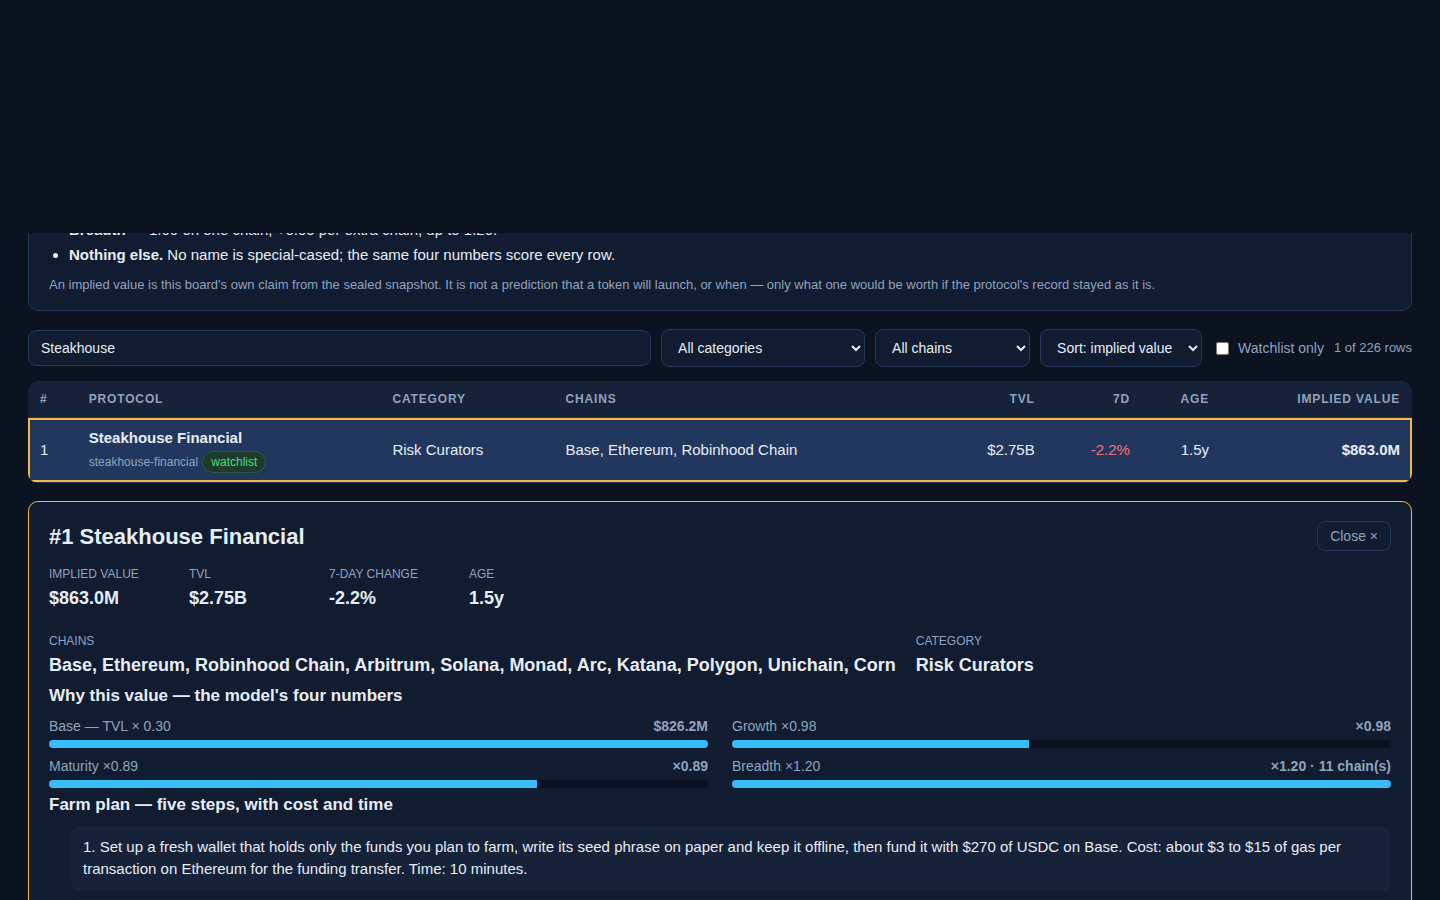 Nothing else. No name is special-cased; the same four numbers score every row.
An implied value is this board's own claim from the sealed snapshot. It is not a prediction that a token will launch, or when — only what one would be worth if the protocol's record stayed as it is.
Steakhouse
All categories
All chains
Sort: implied value
Watchlist only
1 of 226 rows
# PROTOCOL CATEGORY CHAINS TVL 7D AGE IMPLIED VALUE
Steakhouse Financial
1 steakhouse-financial watchlist Risk Curators Base, Ethereum, Robinhood Chain $2.75B -2.2% 1.5y $863.0M
#1 Steakhouse Financial
Close ×
IMPLIED VALUE TVL 7-DAY CHANGE AGE
$863.0M $2.75B -2.2% 1.5y
CHAINS CATEGORY
Base, Ethereum, Robinhood Chain, Arbitrum, Solana, Monad, Arc, Katana, Polygon, Unichain, Corn Risk Curators
Why this value — the model's four numbers
Base — TVL × 0.30 $826.2M Growth ×0.98 ×0.98
Maturity ×0.89 ×0.89 Breadth ×1.20 ×1.20 · 11 chain(s)
Farm plan — five steps, with cost and time
1. Set up a fresh wallet that holds only the funds you plan to farm, write its seed phrase on paper and keep it offline, then fund it with $270 of USDC on Base. Cost: about $3 to $15 of gas per
transaction on Ethereum for the funding transfer. Time: 10 minutes.